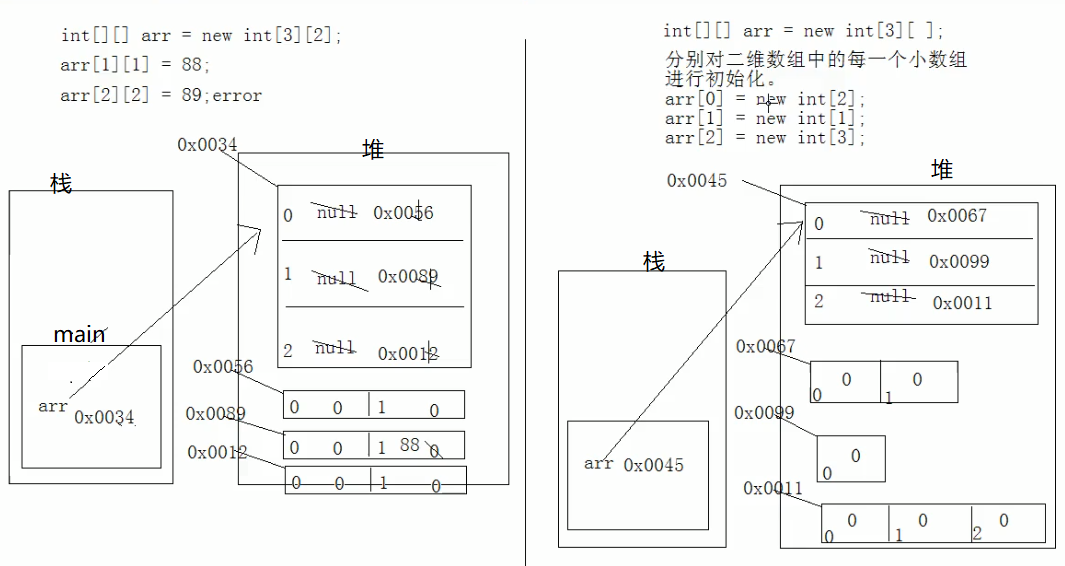 int[][] arr = new int[3][2];
arr[1][1] = 88;
arr[2][2] = 89;error
0x0034
堆
栈
0 null 0x0056
1 null 0x0089
2 null 0x0012
main
arr 0x0034
0x0056
0 0 1 0
0x0089
0 0 1 88 0
0x0012
0 0 1 0
int[][] arr = new int[3][ ];
分别对二维数组中的每一个小数组
进行初始化。
arr[0] = new int[2];
arr[1] = new int[1];
arr[2] = new int[3];
堆
0x0045
栈
0 null 0x0067
1 null 0x0099
2 null 0x0011
arr 0x0045
0x0067
0 0
0 1
0x0099
0
0
0x0011
0 0 0
0 1 2